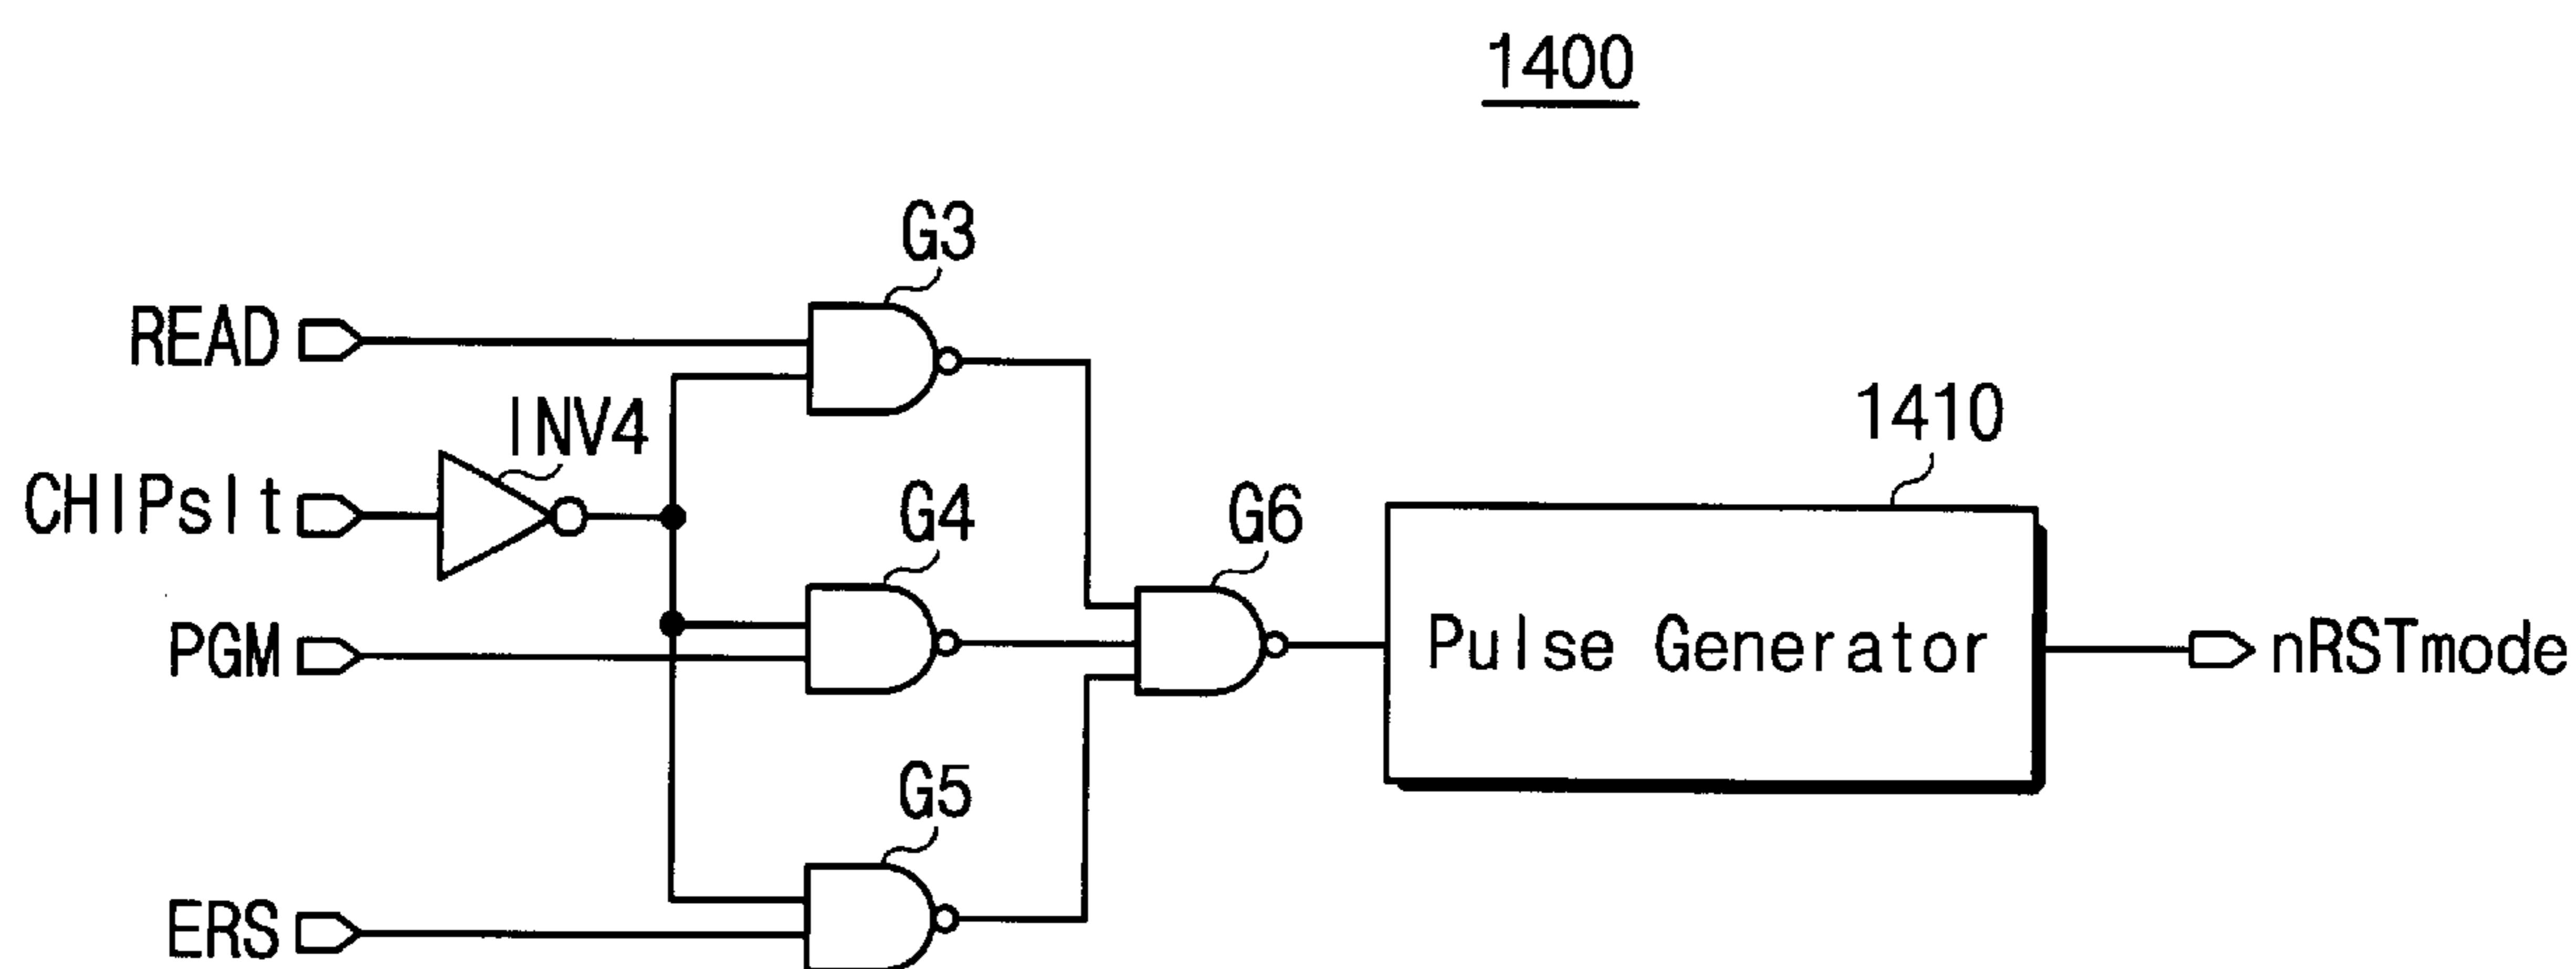 1400
G3
READ
INV4
1410
CHIPslt
G4
G6
PGM
Pulse Generator
nRSTmode
G5
ERS